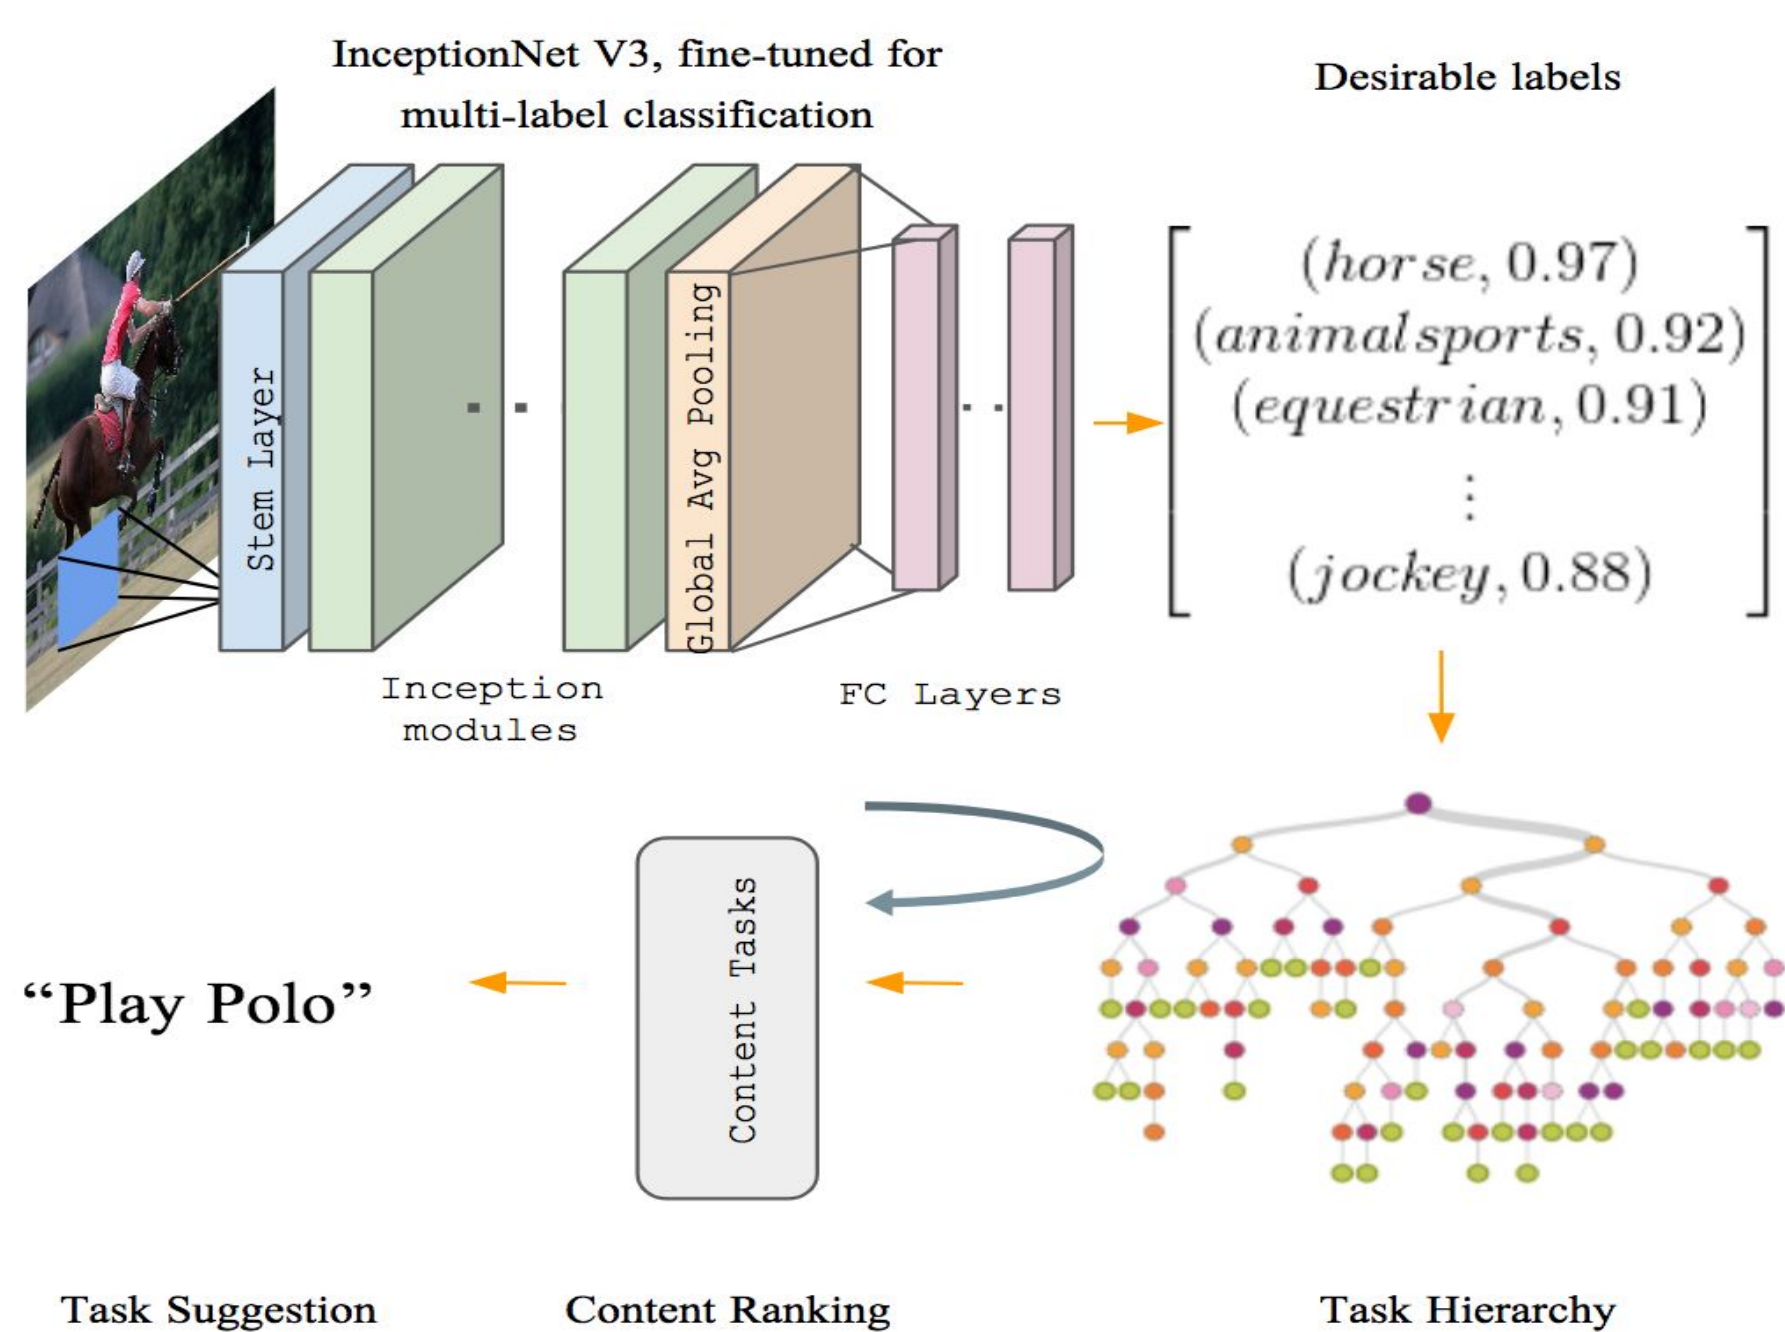 InceptionNet V3, fine-tuned for
multi-label classification
Desirable labels
Stem Layer
Global Avg Pooling
Inception
modules
FC Layers
(horse, 0.97)
(animalsports, 0.92)
(equestrian, 0.91)
⋮
(jockey, 0.88)
Content Tasks
“Play Polo”
Task Suggestion
Content Ranking
Task Hierarchy